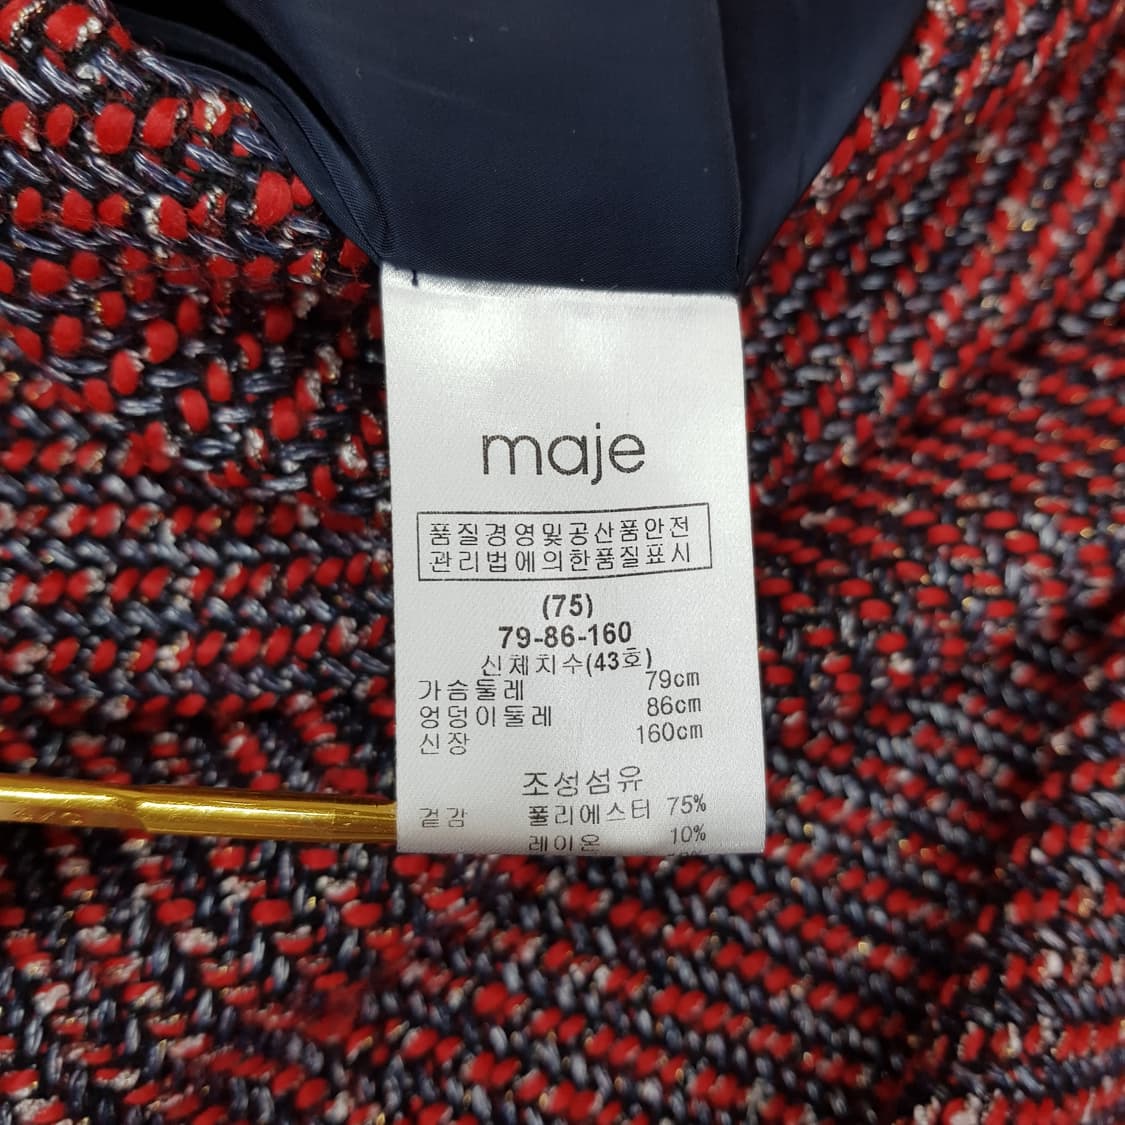 maje
품질경영및공산품안전
관리법에의한품질표시
(75)
79-86-160
신체치수(43호)
가슴둘레 79cm
엉덩이둘레 86cm
신장 160cm
조성섬유
겉감 폴리에스터 75%
레이온 10%